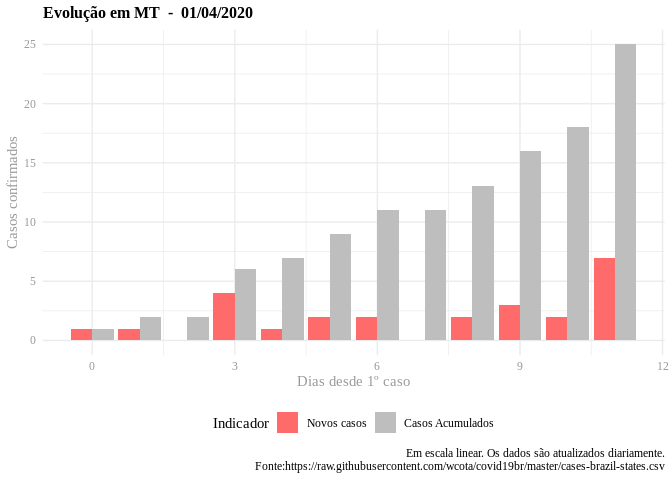 Evolução em MT  -  01/04/2020
Casos confirmados
25
20
15
10
5
0
0
3
6
9
12
Dias desde 1º caso
Indicador
Novos casos
Casos Acumulados
Em escala linear. Os dados são atualizados diariamente.
Fonte:https://raw.githubusercontent.com/wcota/covid19br/master/cases-brazil-states.csv